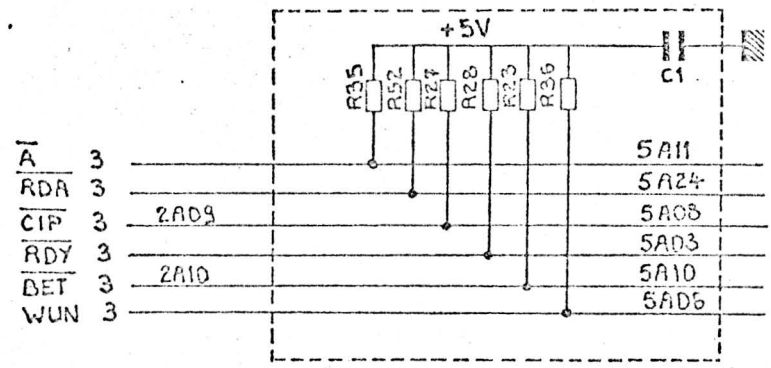 +5V
R35 R52 R27 R28 R23 R36
C1
A 3 5A11
RDA 3 5A24
CIP 3 2A09 5A08
RDY 3 5A03
BET 3 2A10 5A10
WUN 3 5A06